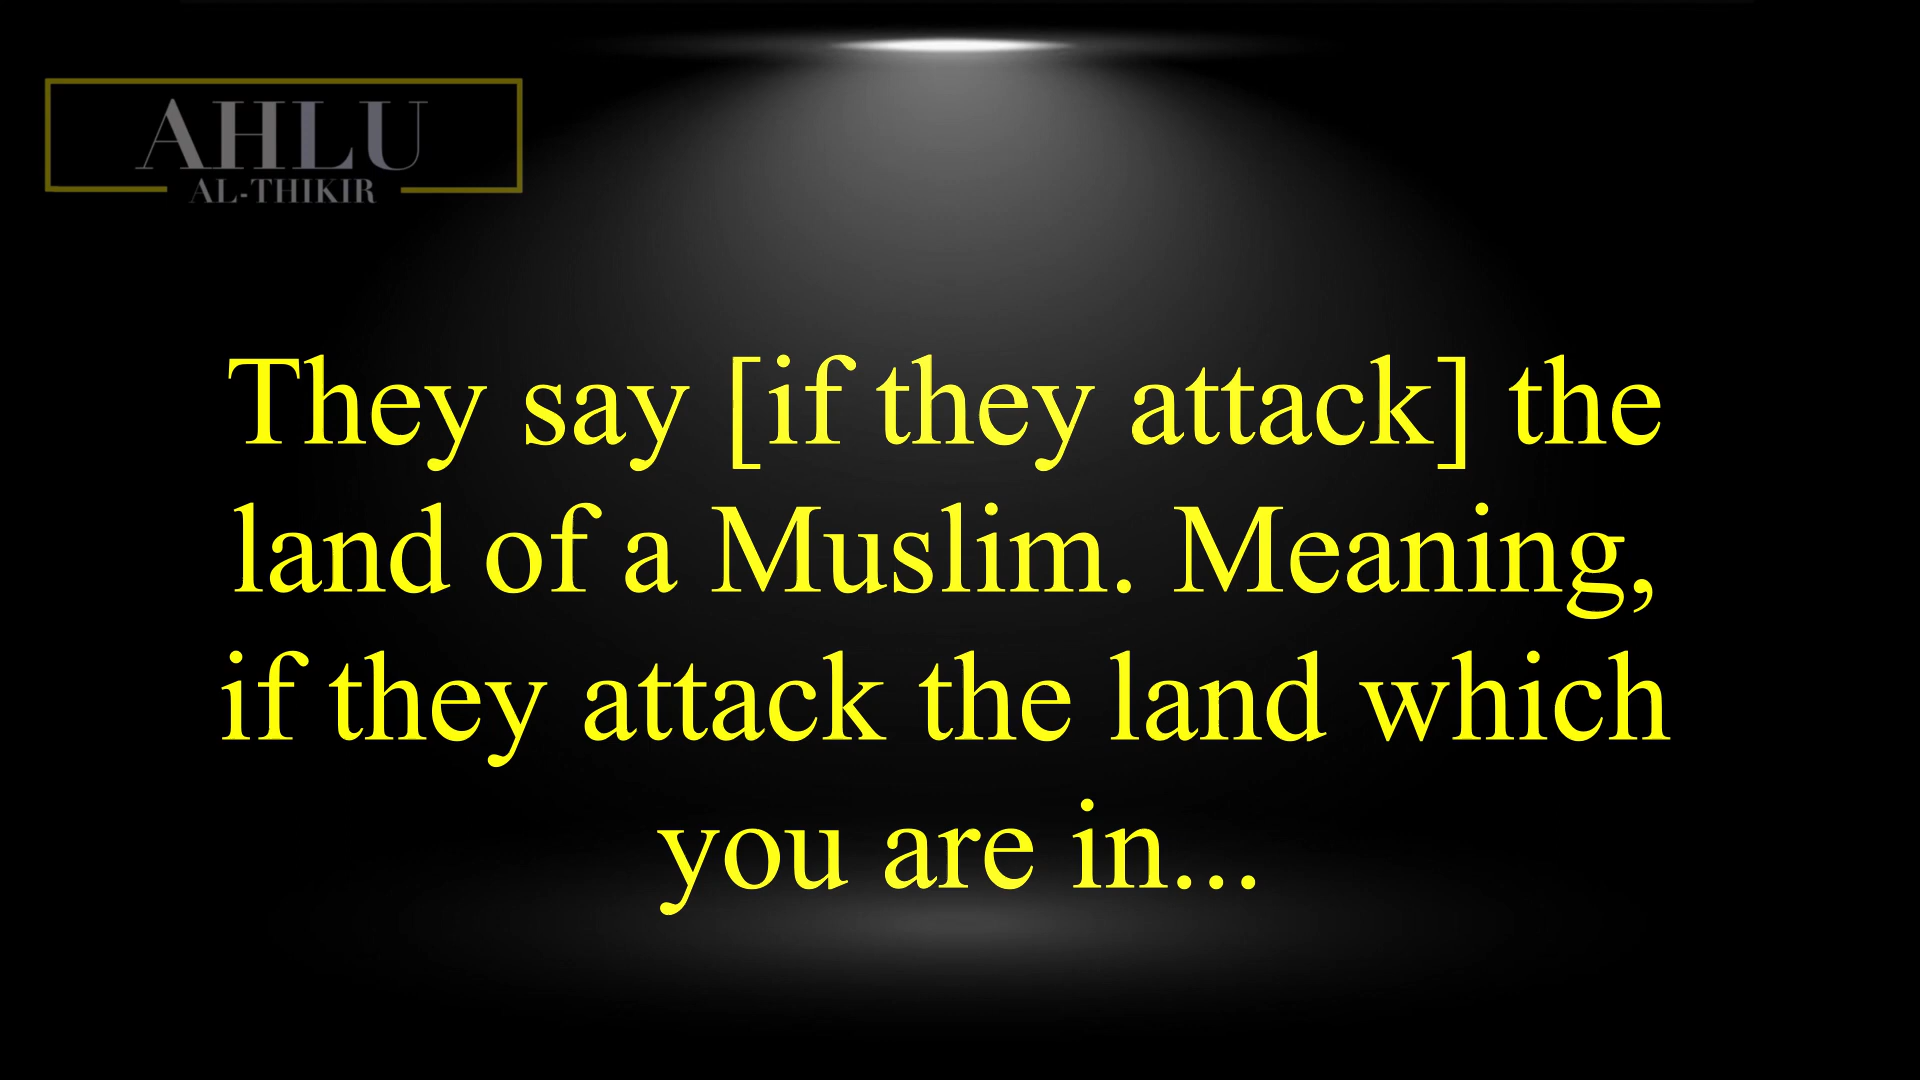 AHLU
AL-THIKIR
They say [if they attack] the
land of a Muslim. Meaning,
if they attack the land which
you are in...